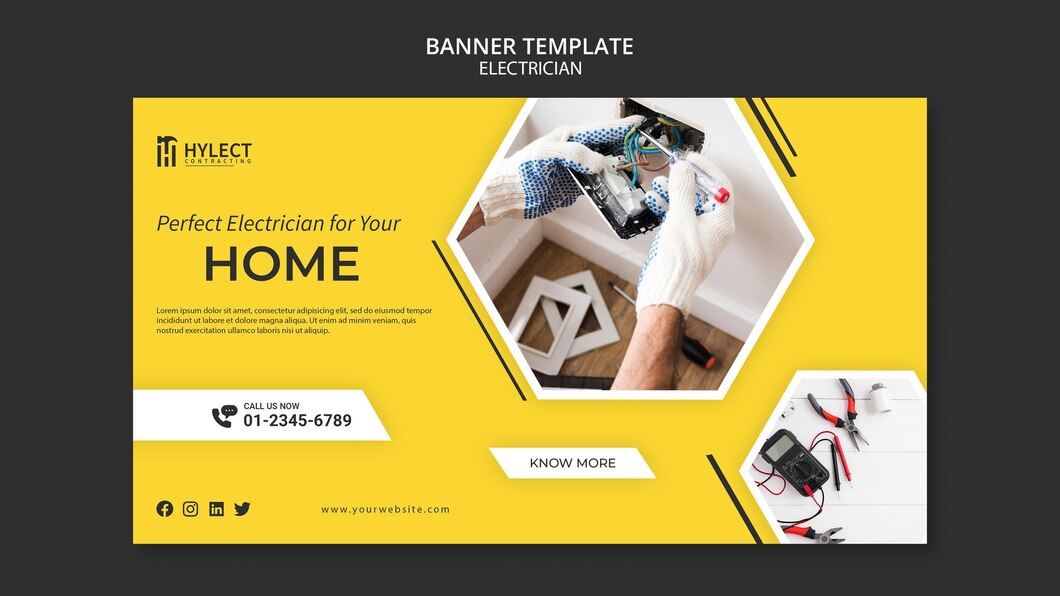 BANNER TEMPLATE
ELECTRICIAN
HYLECT
CONTRACTING
Perfect Electrician for Your
HOME
Lorem ipsum dolor sit amet, consectetur adipisicing elit, sed do eiusmod tempor
incididunt ut labore et dolore magna aliqua. Ut enim ad minim veniam, quis
nostrud exercitation ullamco laboris nisi ut aliquip.
CALL US NOW
01-2345-6789
KNOW MORE
www.yourwebsite.com